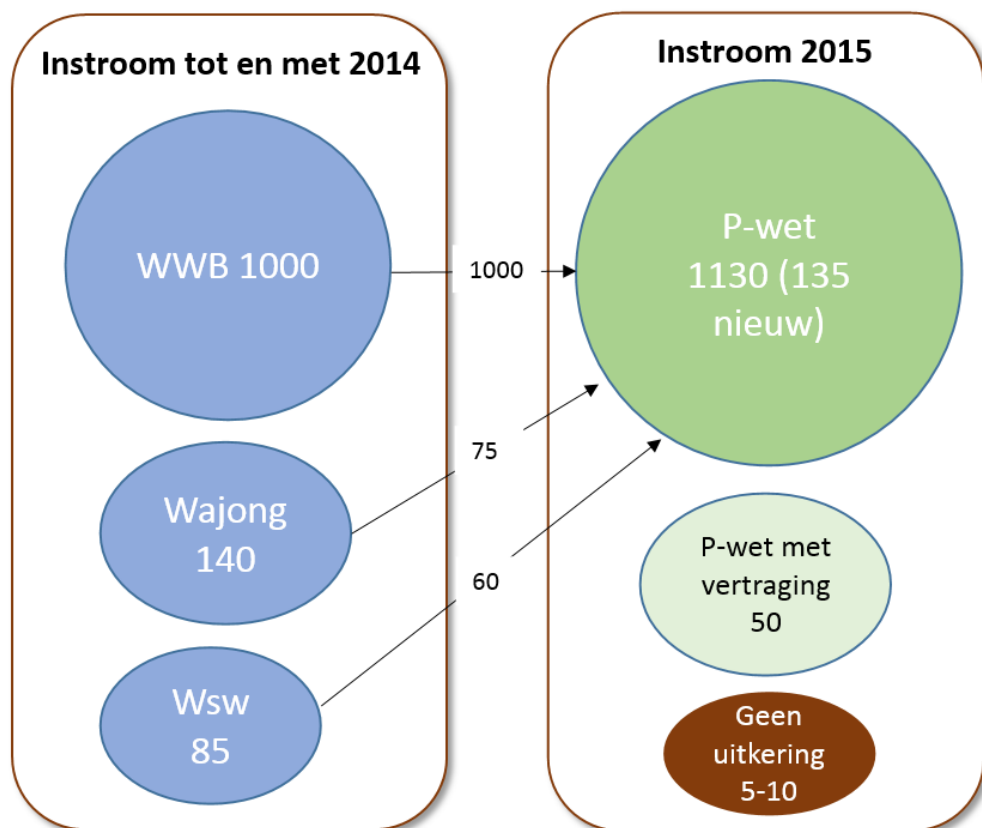 Instroom tot en met 2014
WWB 1000
Wajong
140
Wsw
85
1000
75
60
Instroom 2015
P-wet
1130 (135
nieuw)
P-wet met
vertraging
50
Geen
uitkering
5-10